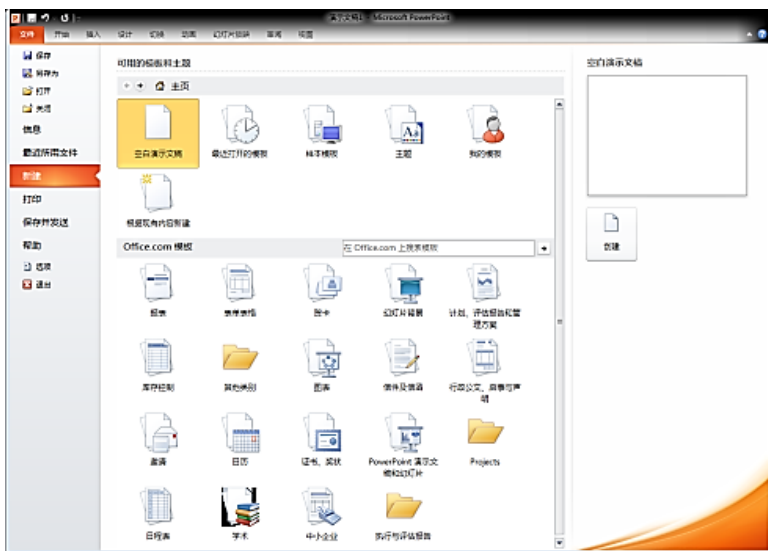 演示文稿1 - Microsoft PowerPoint
文件 开始 插入 设计 切换 动画 幻灯片放映 审阅 视图
保存
另存为
打开
关闭
信息
最近所用文件
新建
打印
保存并发送
帮助
选项
退出
可用的模板和主题
主页
空白演示文稿 最近打开的模板 样本模板 主题 我的模板
根据现有内容新建
Office.com 模板 在 Office.com 上搜索模板
报表 表单表格 贺卡 幻灯片背景 计划、评估报告和管
理方案
库存控制 其他类别 图表 信件及信函 行政公文、启事与声
明
邀请 日历 证书、奖状 PowerPoint 演示文
稿和幻灯片 Projects
日程表 学术 中小企业 执行与评估报告
空白演示文稿
创建